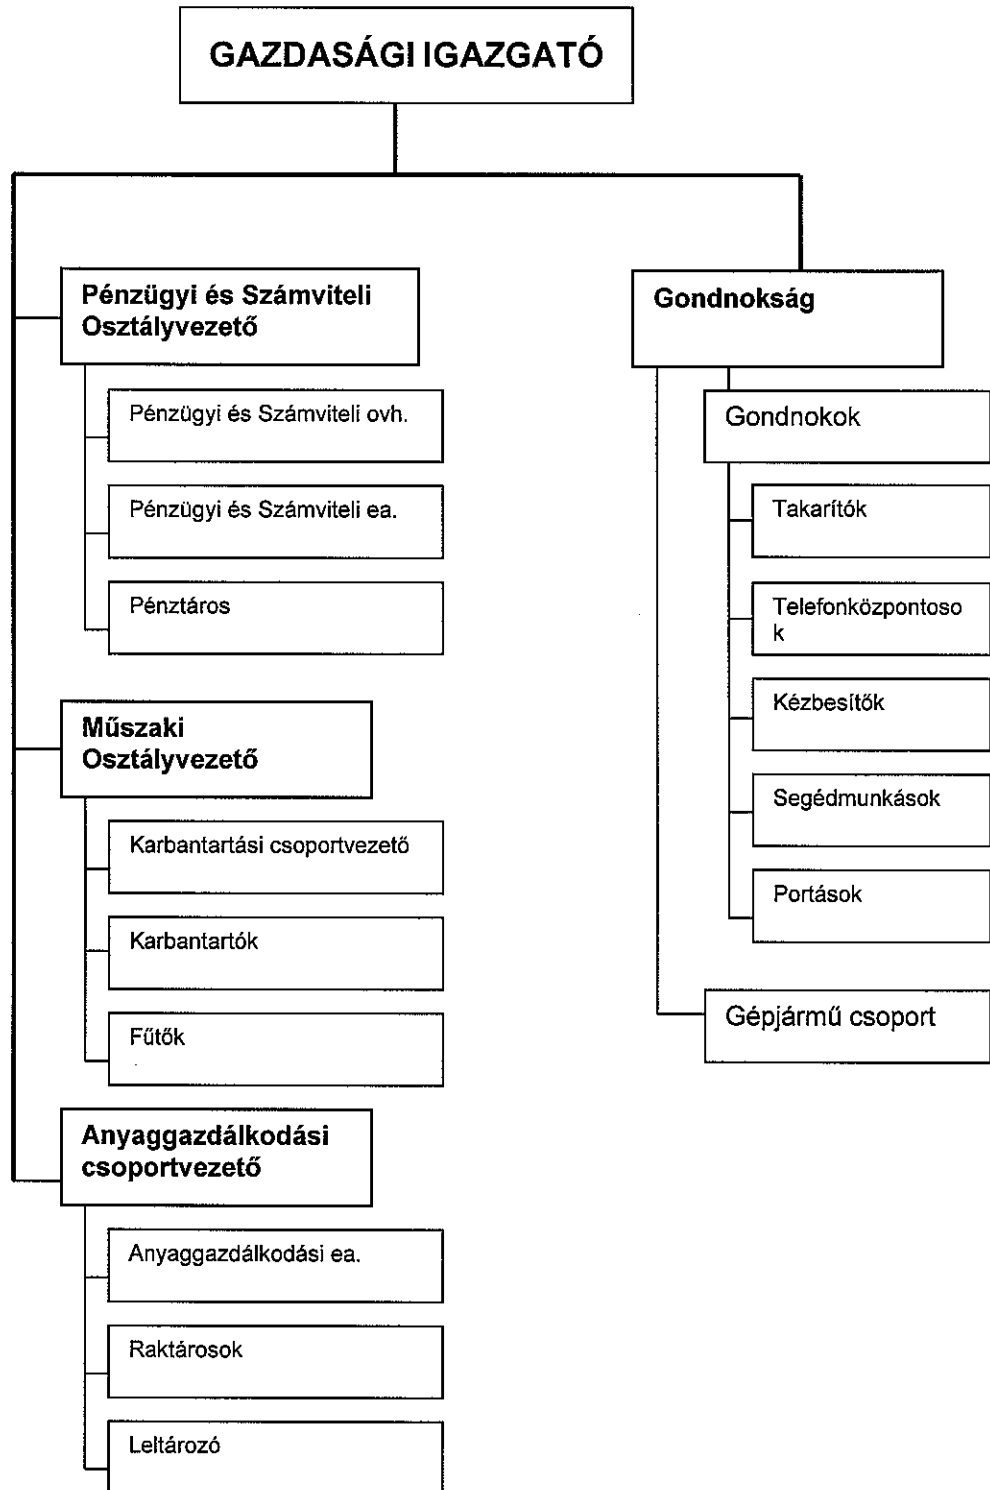 GAZDASÁGI IGAZGATÓ
Pénzügyi és Számviteli
Osztályvezető
Pénzügyi és Számviteli ovh.
Pénzügyi és Számviteli ea.
Pénztáros
Műszaki
Osztályvezető
Karbantartási csoportvezető
Karbantartók
Fűtők
Anyaggazdálkodási
csoportvezető
Anyaggazdálkodási ea.
Raktárosok
Leltározó
Gondnokság
Gondnokok
Takarítók
Telefonközpontoso
k
Kézbesítők
Segédmunkások
Portások
Gépjármű csoport